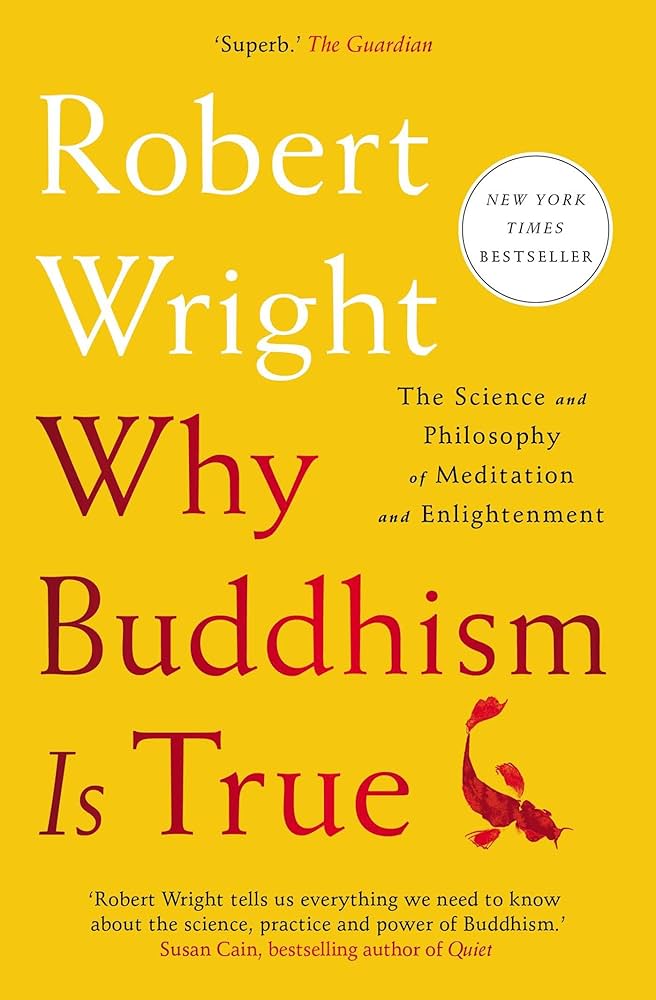 ‘Superb.’ The Guardian
Robert
Wright
NEW YORK
TIMES
BESTSELLER
The Science and
Philosophy
of Meditation
and Enlightenment
Why
Buddhism
Is True
‘Robert Wright tells us everything we need to know
about the science, practice and power of Buddhism.’
Susan Cain, bestselling author of Quiet